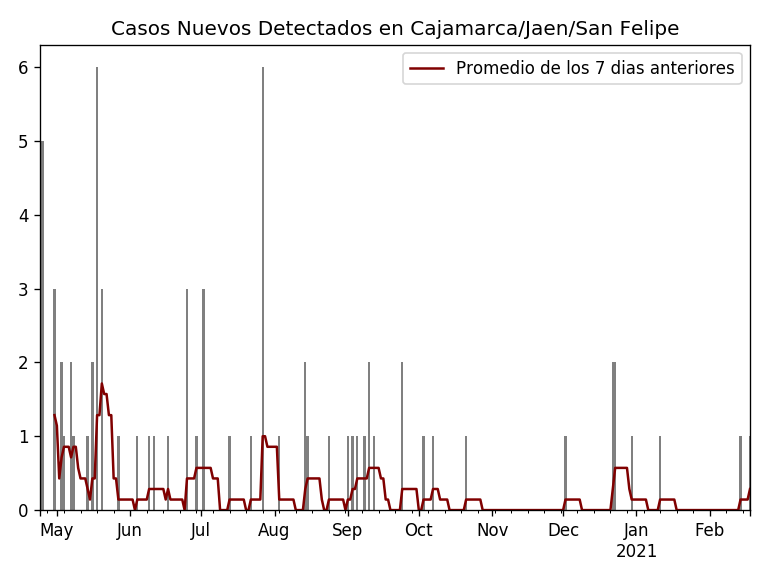 Casos Nuevos Detectados en Cajamarca/Jaen/San Felipe
Promedio de los 7 dias anteriores
6
5
4
3
2
1
0
May Jun Jul Aug Sep Oct Nov Dec Jan Feb
2021